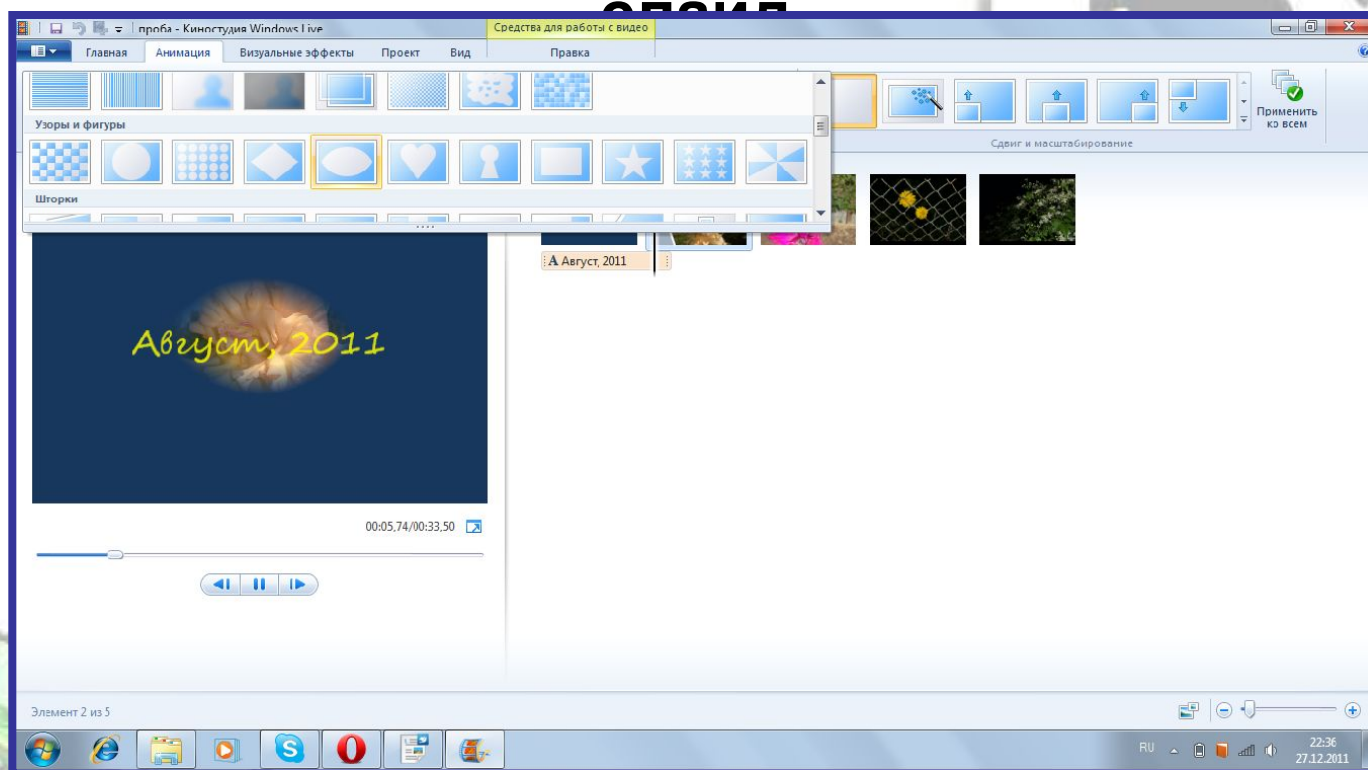 проба - Киностудия Windows Live
Средства для работы с видео
Главная
Анимация
Визуальные эффекты
Проект
Вид
Правка
Узоры и фигуры
Шторки
Применить
ко всем
Сдвиг и масштабирование
A Август, 2011
Август, 2011
00:05,74/00:33,50
Элемент 2 из 5
RU
22:36
27.12.2011